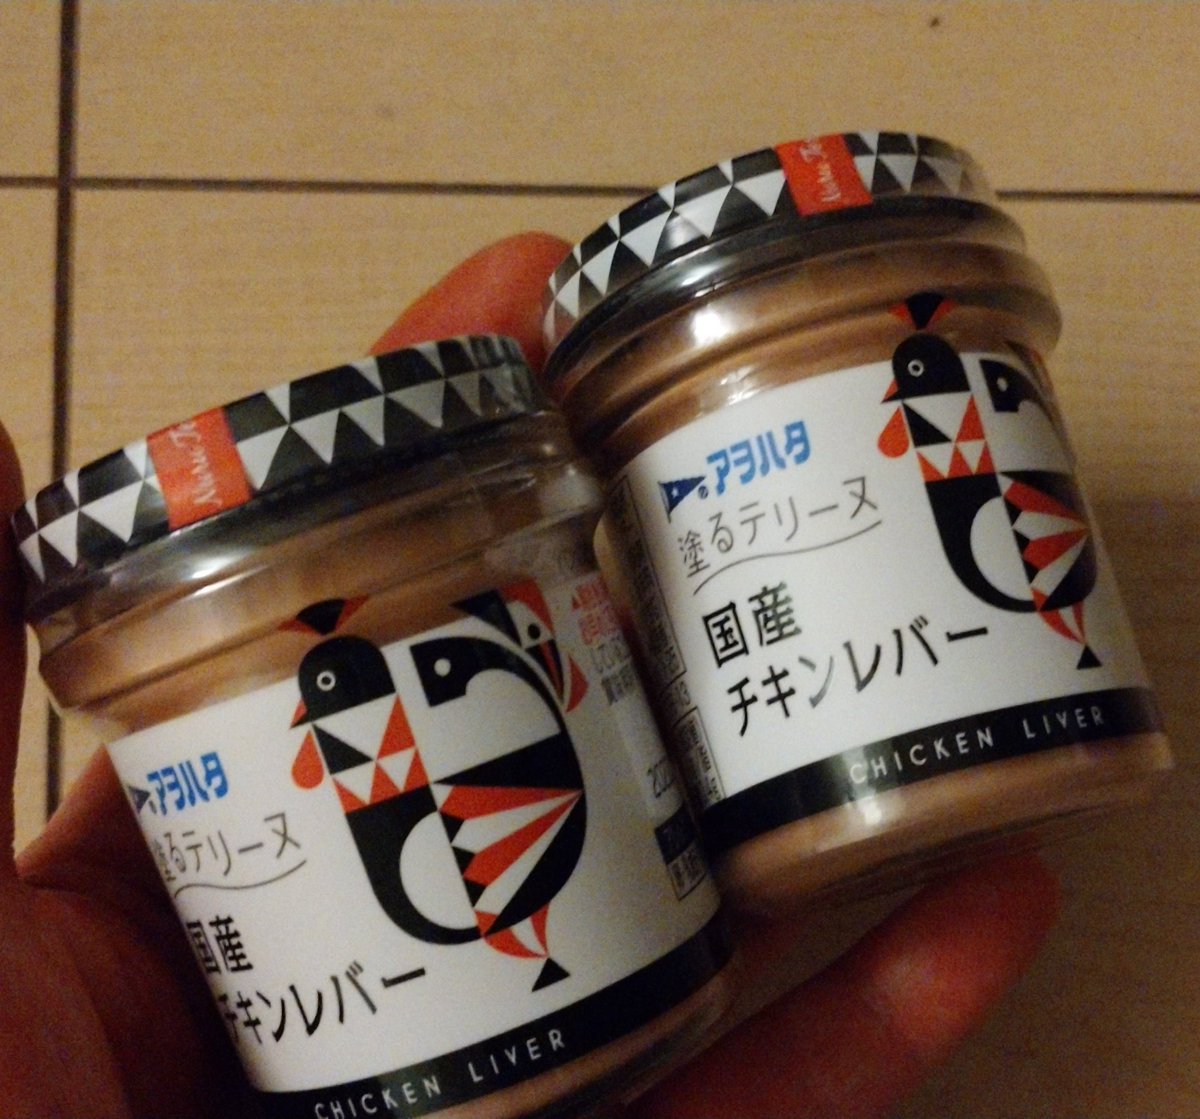 アヲハタ
塗るテリーヌ
国産
チキンレバー
CHICKEN LIVER
アヲハタ
塗るテリーヌ
国産
チキンレバー
CHICKEN LIVER